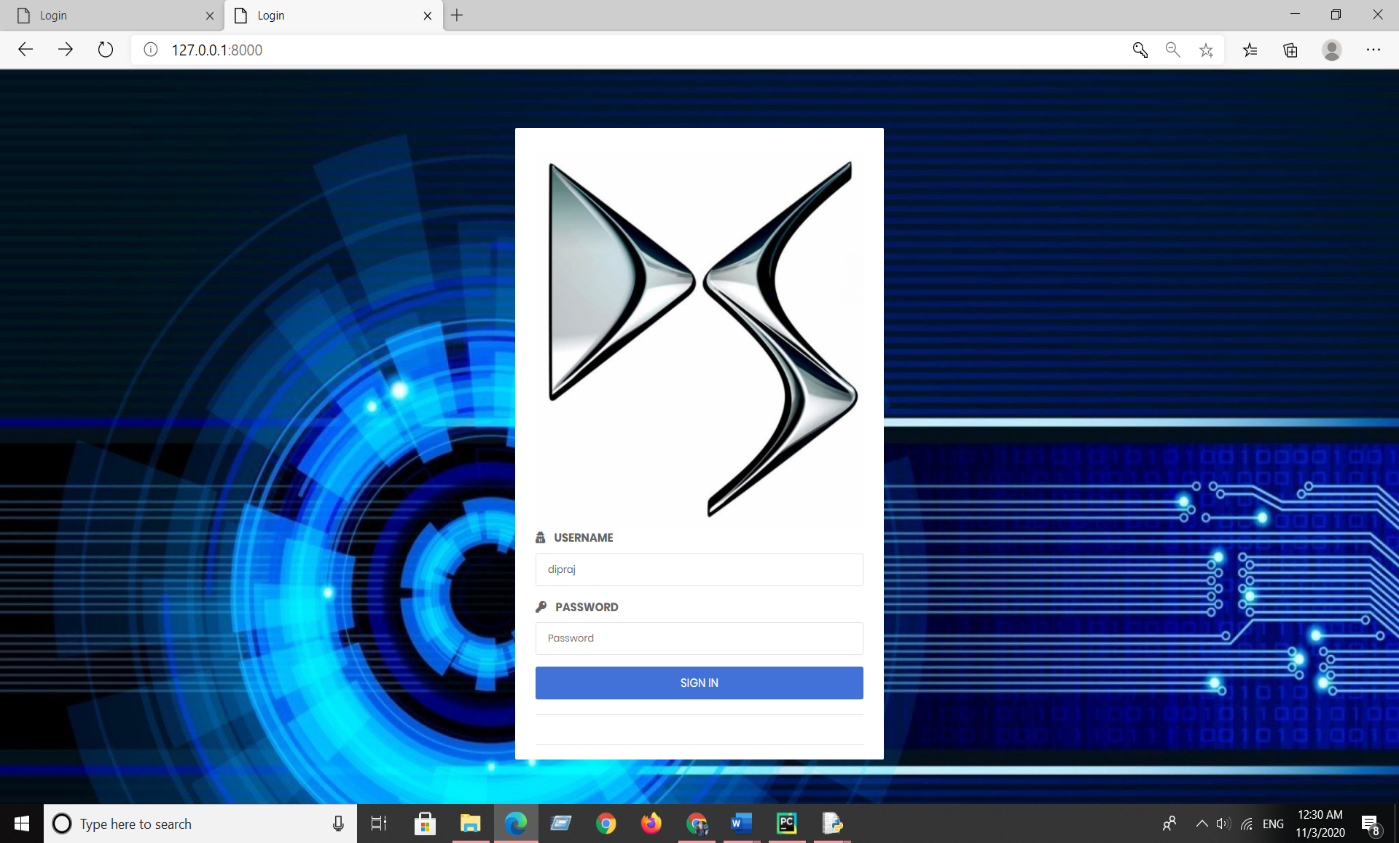 Login
Login
127.0.0.1:8000
USERNAME
dipraj
PASSWORD
Password
SIGN IN
Type here to search
W
PC
ENG
12:30 AM
11/3/2020
8